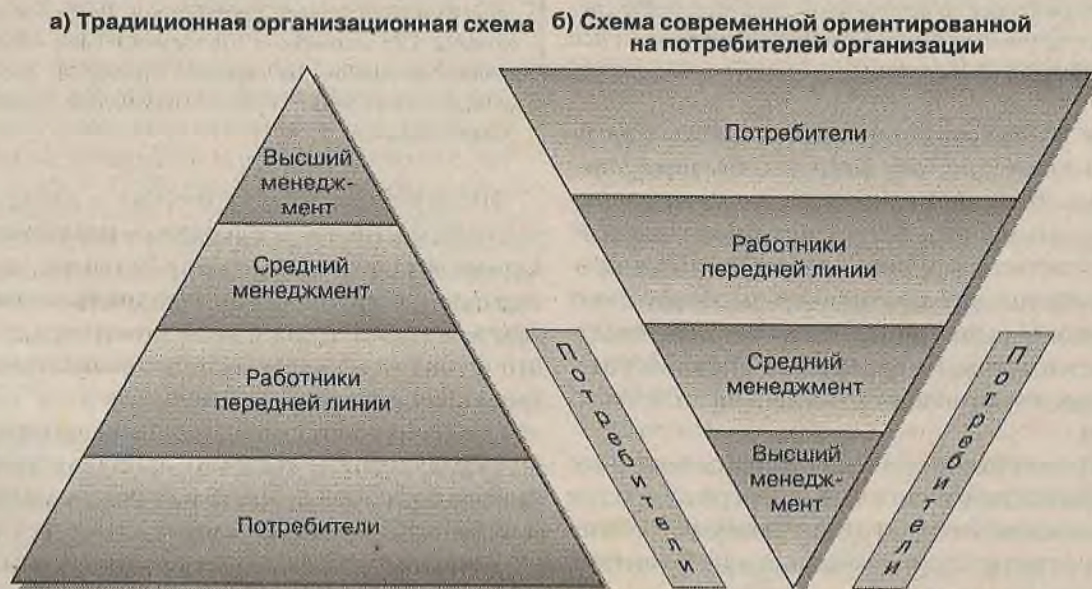 а) Традиционная организационная схема
Высший
менедж-
мент
Средний
менеджмент
Работники
передней линии
Потребители
б) Схема современной ориентированной
на потребителей организации
Потребители
Работники
передней линии
Средний
менеджмент
Высший
менедж-
мент
Потребители
Потребители